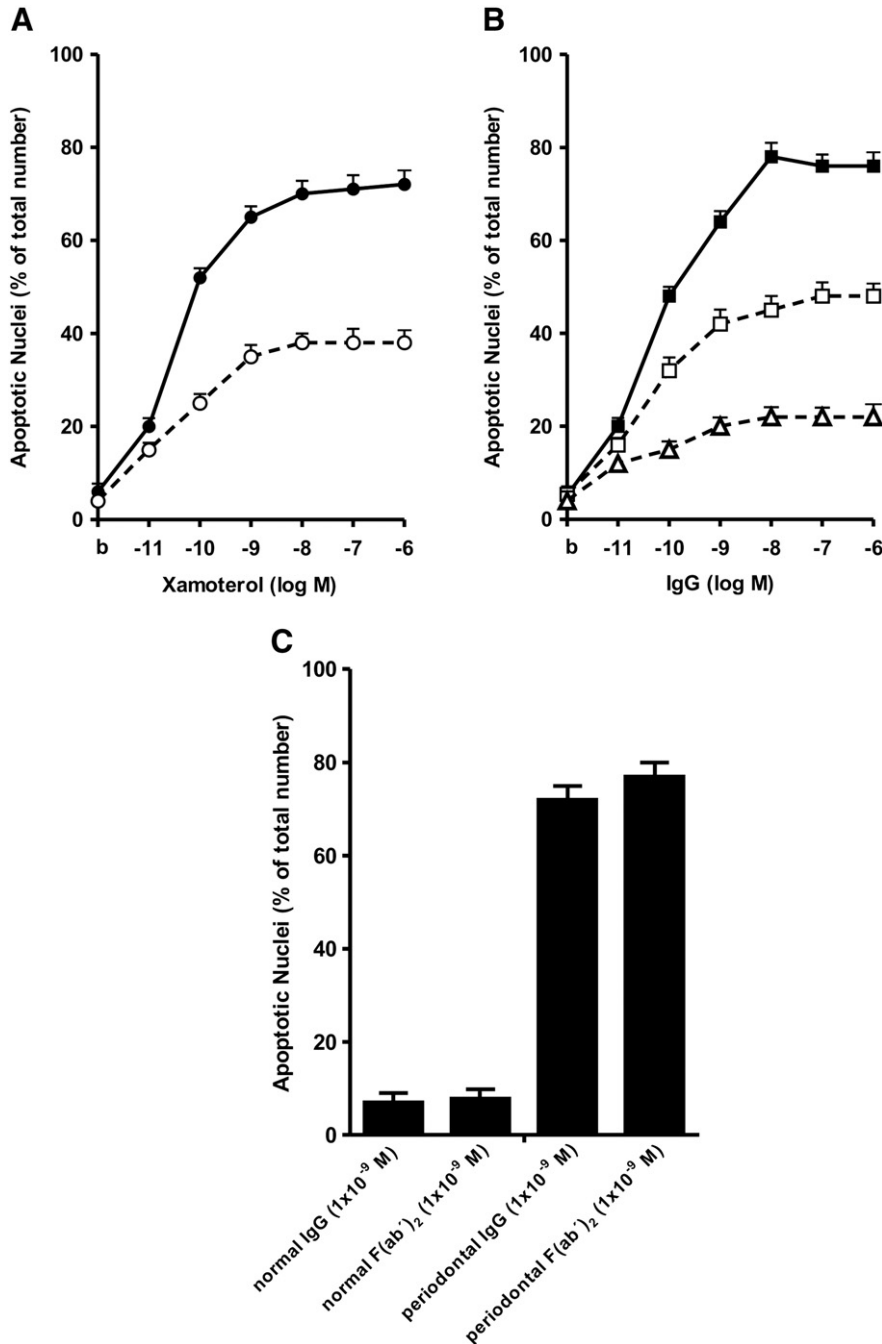 A
100
80
60
40
20
0
Apoptotic Nuclei (% of total number)
b -11 -10 -9 -8 -7 -6
Xamoterol (log M)
B
100
80
60
40
20
0
Apoptotic Nuclei (% of total number)
b -11 -10 -9 -8 -7 -6
IgG (log M)
C
100
80
60
40
20
0
Apoptotic Nuclei (% of total number)
normal IgG (1x10⁻⁹ M)
normal F(ab´)₂ (1x10⁻⁹ M)
periodontal IgG (1x10⁻⁹ M)
periodontal F(ab´)₂ (1x10⁻⁹ M)